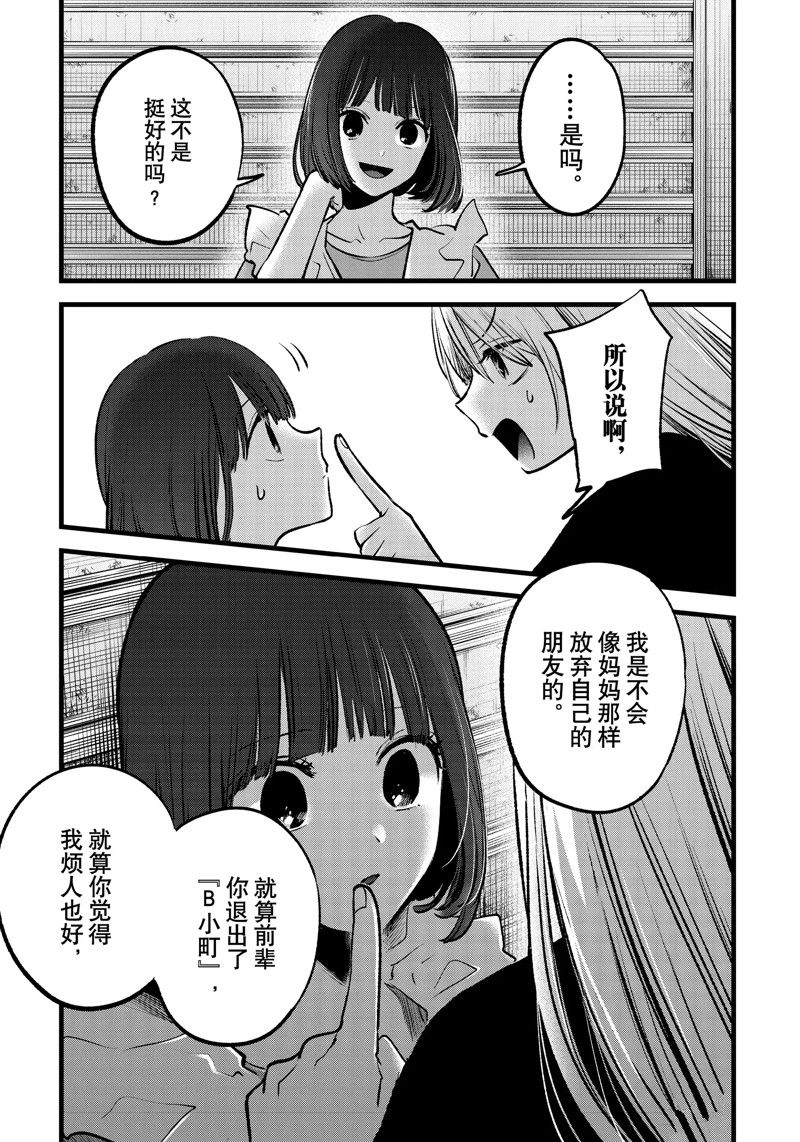 ……是吗。
这不是
挺好的吗？
所以说啊，
我是不会
像妈妈那样
放弃自己的
朋友的。
就算前辈
你退出了
『B小町』，
就算你觉得
我烦人也好，